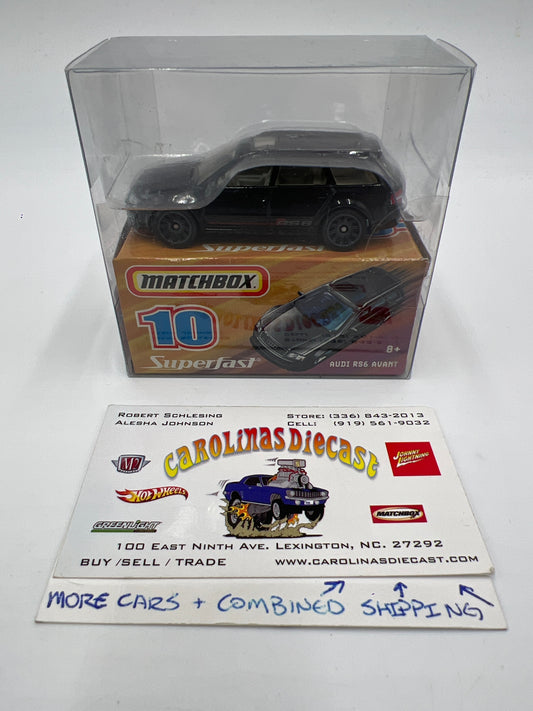 RS6
Superfast
MATCHBOX
10
Superfast
8+
AUDI RS6 AVANT
ROBERT SCHLESING
ALESHA JOHNSON
STORE: (336) 843-2013
CELL: (919) 561-9032
CAROLINAS DIECAST
M2
JOHNNY LIGHTNING
HOT WHEELS
MATCHBOX
GREENLIGHT
100 EAST NINTH AVE. LEXINGTON, NC. 27292
BUY /SELL / TRADE
WWW.CAROLINASDIECAST.COM
MORE CARS + COMBINED SHIPPING